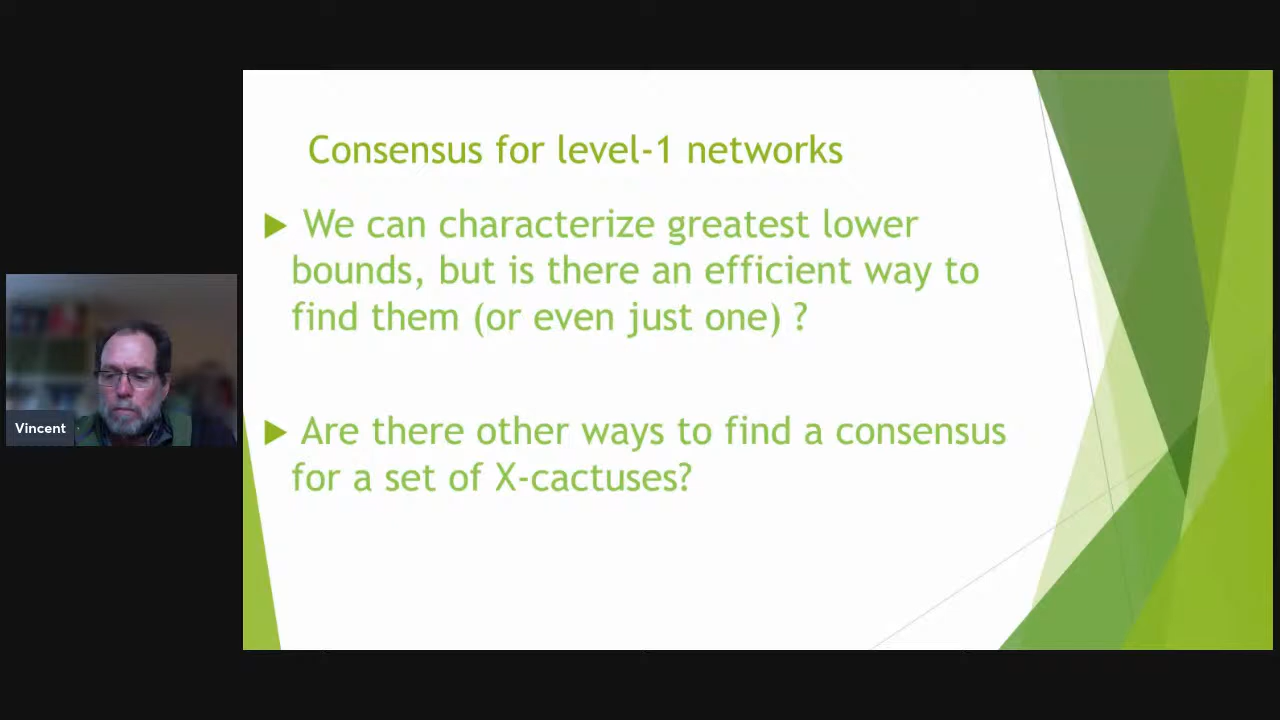 Consensus for level-1 networks
We can characterize greatest lower
bounds, but is there an efficient way to
find them (or even just one) ?
Are there other ways to find a consensus
for a set of X-cactuses?
Vincent